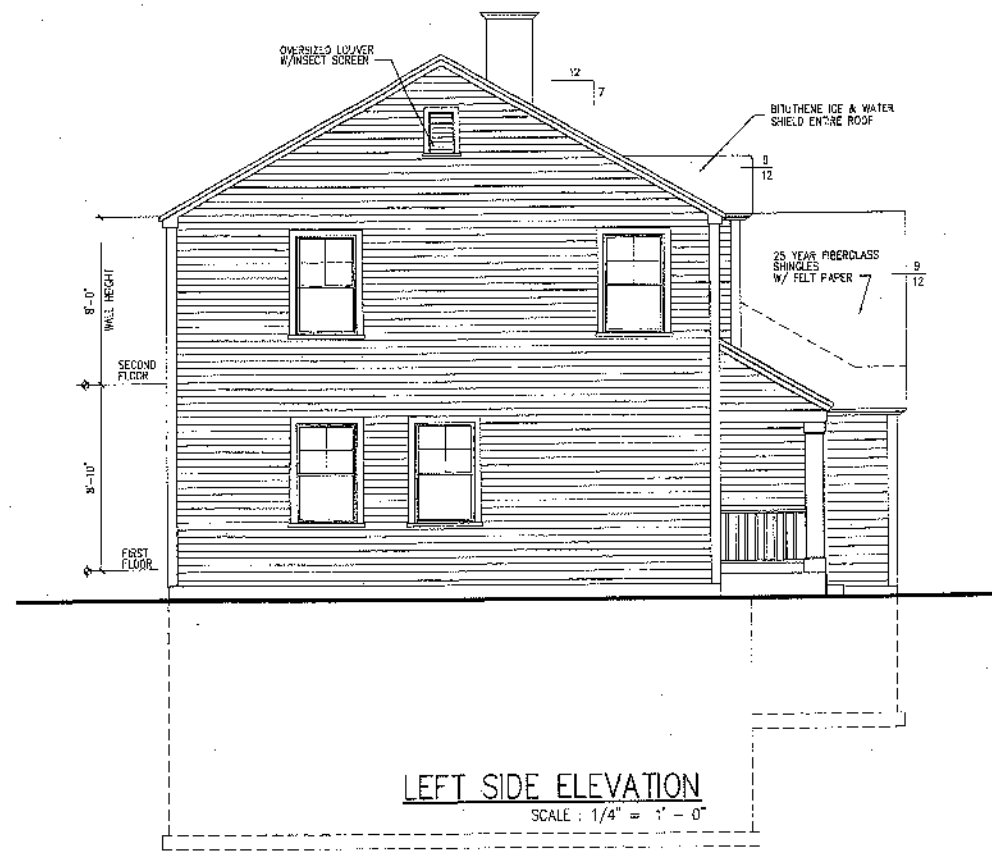 OVERSIZED LOUVER
W/INSECT SCREEN
12
7
BITUTHENE ICE & WATER
SHIELD ENTIRE ROOF
9
12
25 YEAR FIBERGLASS
SHINGLES
W/ FELT PAPER
9
12
8'-0"
WALL HEIGHT
SECOND
FLOOR
8'-10"
FIRST
FLOOR
LEFT SIDE ELEVATION
SCALE : 1/4" = 1' - 0"